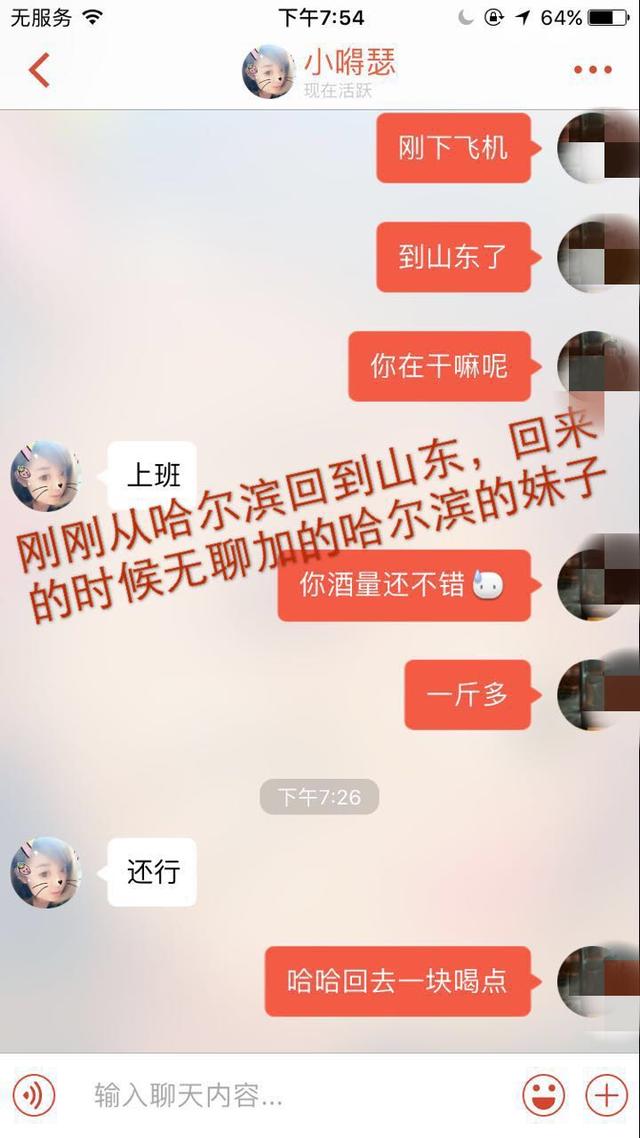 无服务 下午7:54 64%
小嘚瑟
现在活跃
刚下飞机
到山东了
你在干嘛呢
上班
刚刚从哈尔滨回到山东，回来
的时候无聊加的哈尔滨的妹子
你酒量还不错
一斤多
下午7:26
还行
哈哈回去一块喝点
输入聊天内容...